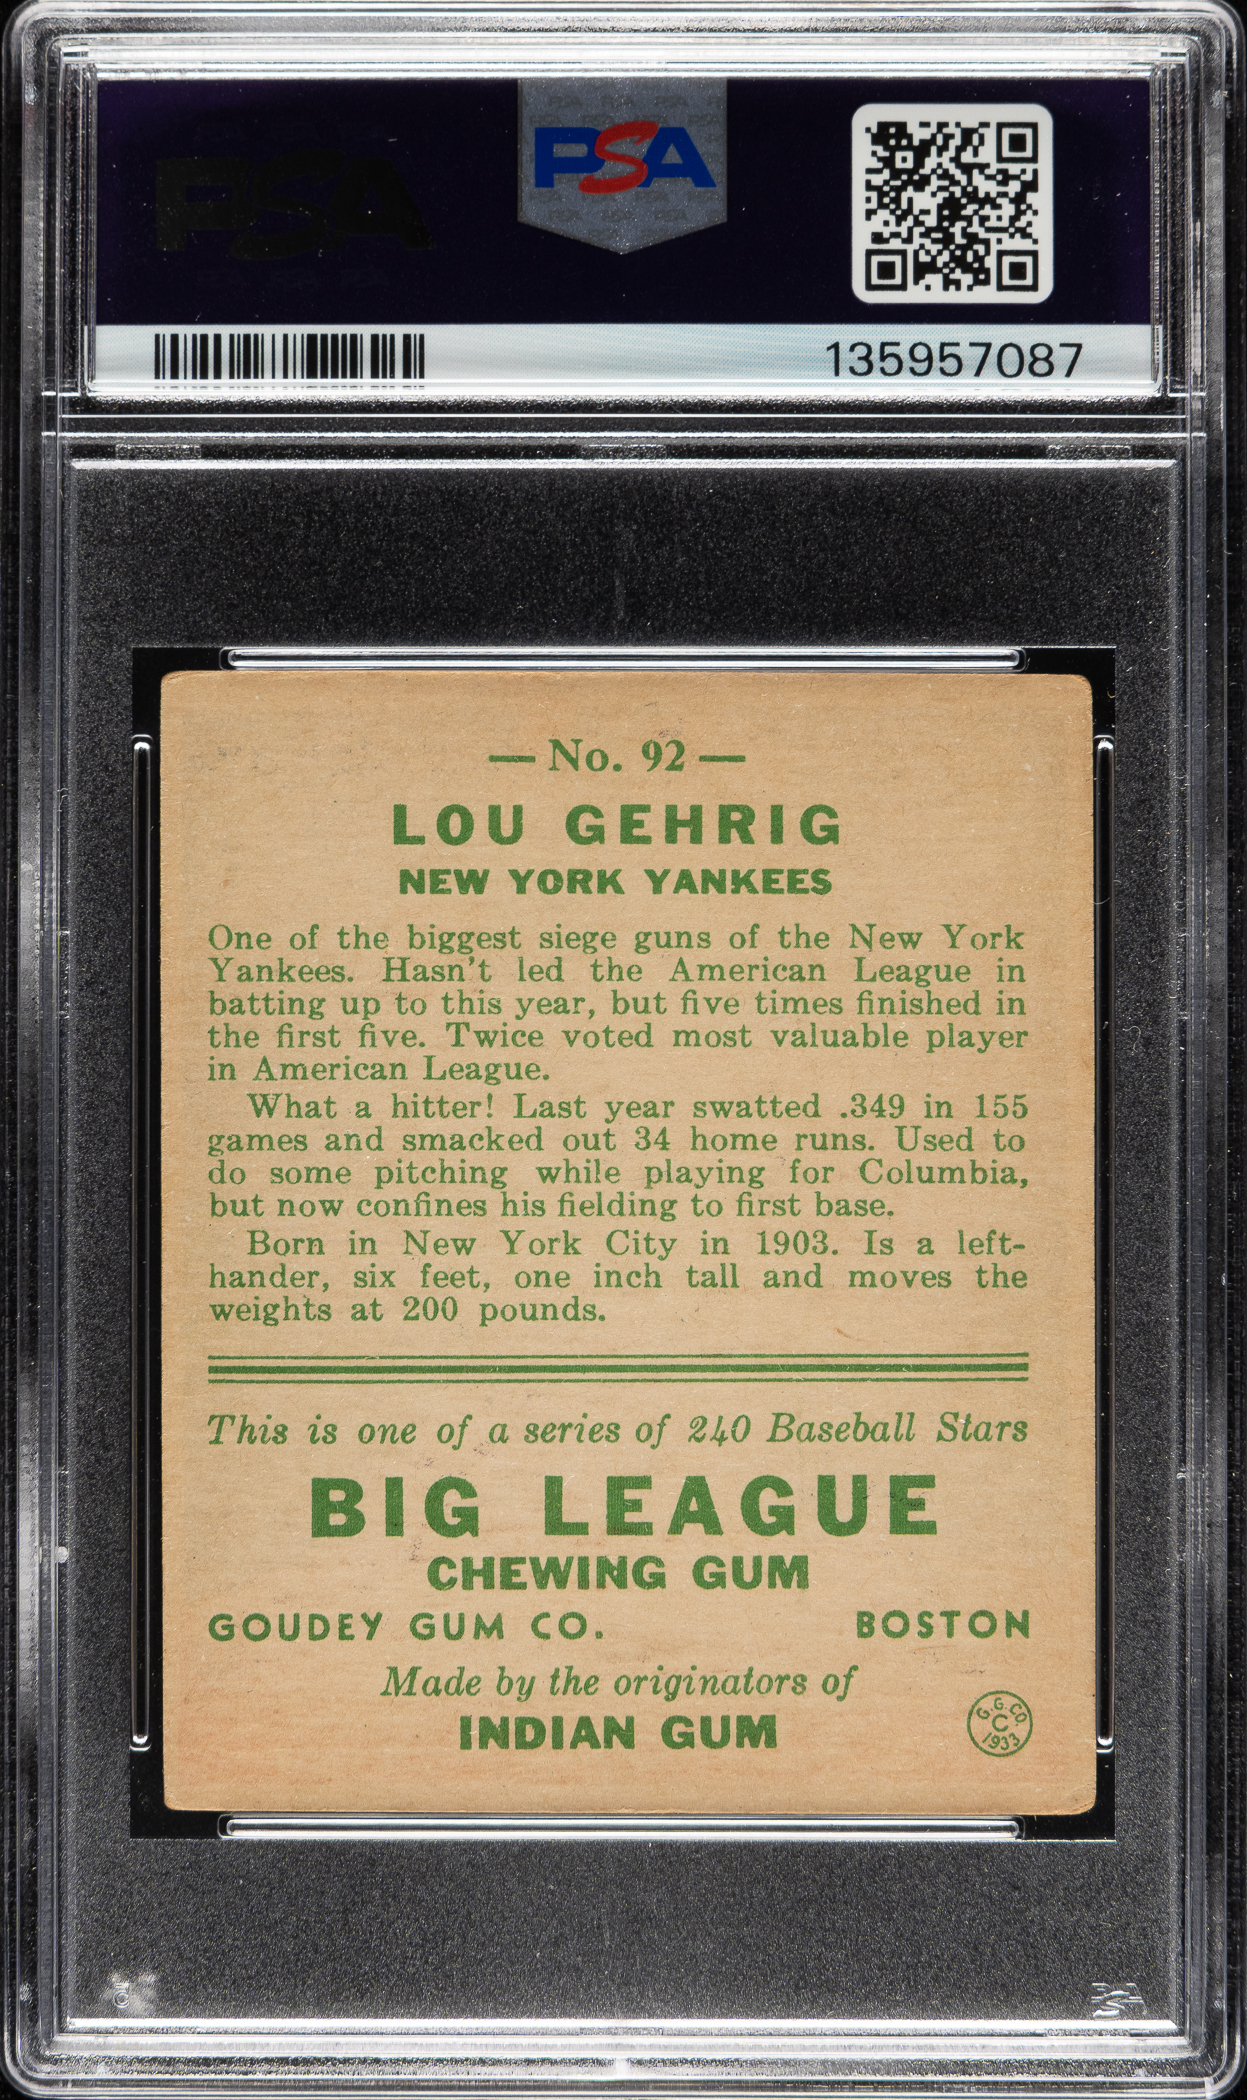 PSA
PSA
135957087
— No. 92 —
LOU GEHRIG
NEW YORK YANKEES
One of the biggest siege guns of the New York
Yankees. Hasn't led the American League in
batting up to this year, but five times finished in
the first five. Twice voted most valuable player
in American League.
What a hitter! Last year swatted .349 in 155
games and smacked out 34 home runs. Used to
do some pitching while playing for Columbia,
but now confines his fielding to first base.
Born in New York City in 1903. Is a left-
hander, six feet, one inch tall and moves the
weights at 200 pounds.
This is one of a series of 240 Baseball Stars
BIG LEAGUE
CHEWING GUM
GOUDEY GUM CO. BOSTON
Made by the originators of
INDIAN GUM
G. G. CO.
C
1933
PSA